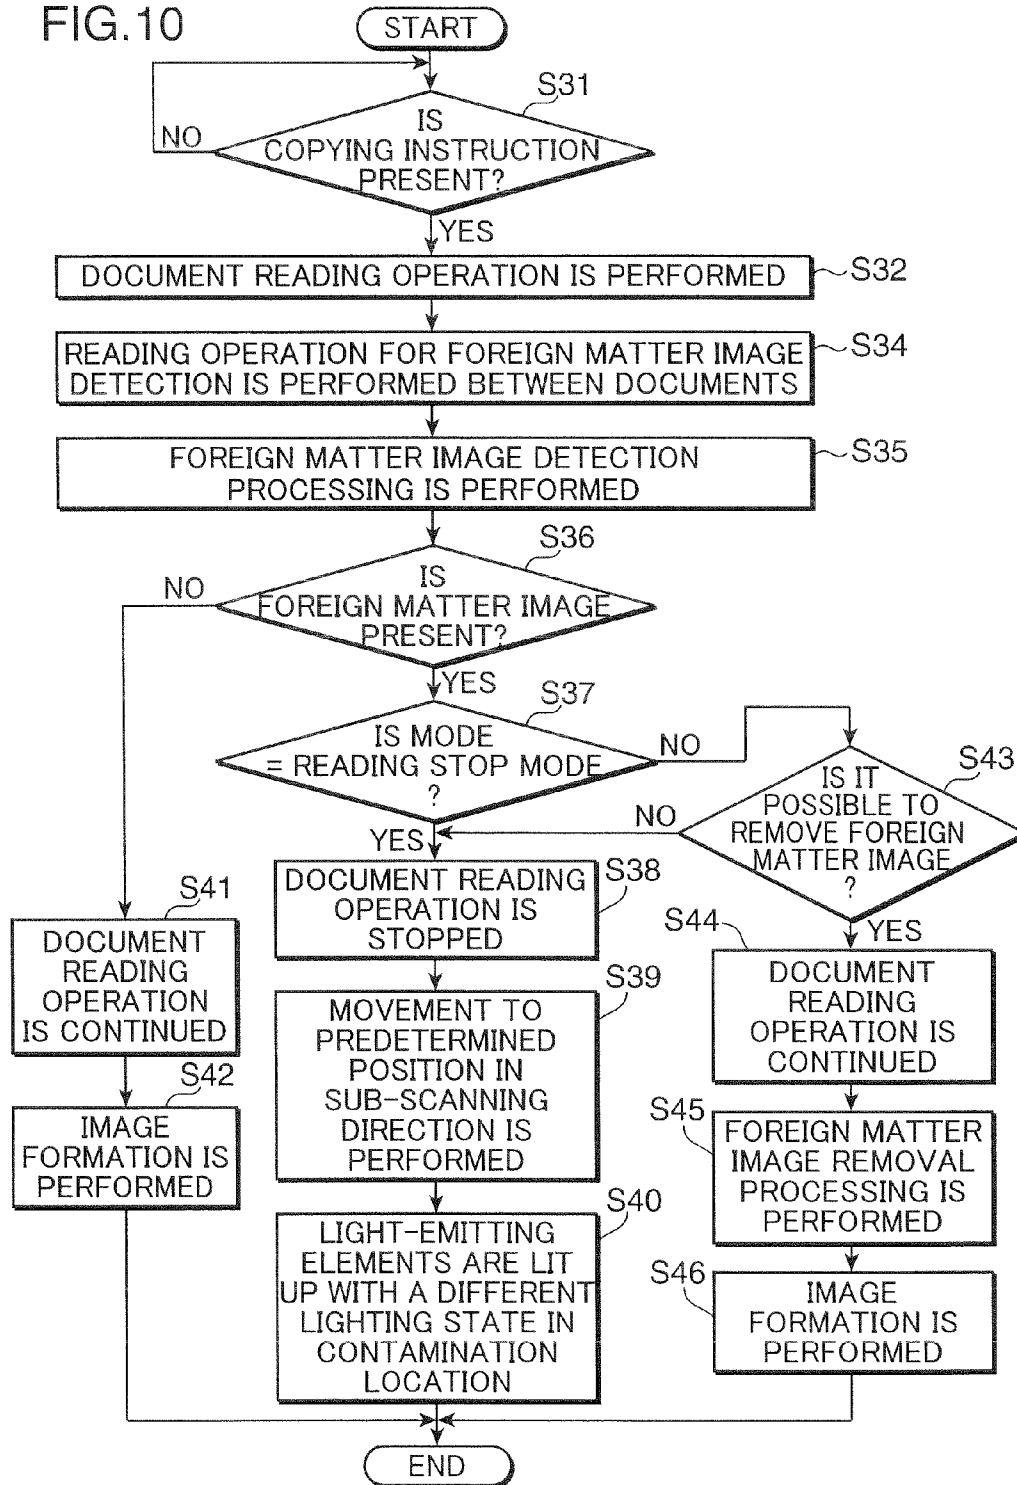 FIG.10
START
S31
IS
COPYING INSTRUCTION
PRESENT?
NO
YES
DOCUMENT READING OPERATION IS PERFORMED
S32
READING OPERATION FOR FOREIGN MATTER IMAGE
DETECTION IS PERFORMED BETWEEN DOCUMENTS
S34
FOREIGN MATTER IMAGE DETECTION
PROCESSING IS PERFORMED
S35
S36
IS
FOREIGN MATTER IMAGE
PRESENT?
NO
YES
S37
IS MODE
= READING STOP MODE
?
NO
YES
S43
IS IT
POSSIBLE TO
REMOVE FOREIGN
MATTER IMAGE
?
NO
YES
S38
DOCUMENT READING
OPERATION IS
STOPPED
S41
DOCUMENT
READING
OPERATION
IS CONTINUED
S44
DOCUMENT
READING
OPERATION IS
CONTINUED
S39
MOVEMENT TO
PREDETERMINED
POSITION IN
SUB-SCANNING
DIRECTION IS
PERFORMED
S42
IMAGE
FORMATION IS
PERFORMED
S45
FOREIGN MATTER
IMAGE REMOVAL
PROCESSING IS
PERFORMED
S40
LIGHT-EMITTING
ELEMENTS ARE LIT
UP WITH A DIFFERENT
LIGHTING STATE IN
CONTAMINATION
LOCATION
S46
IMAGE
FORMATION IS
PERFORMED
END